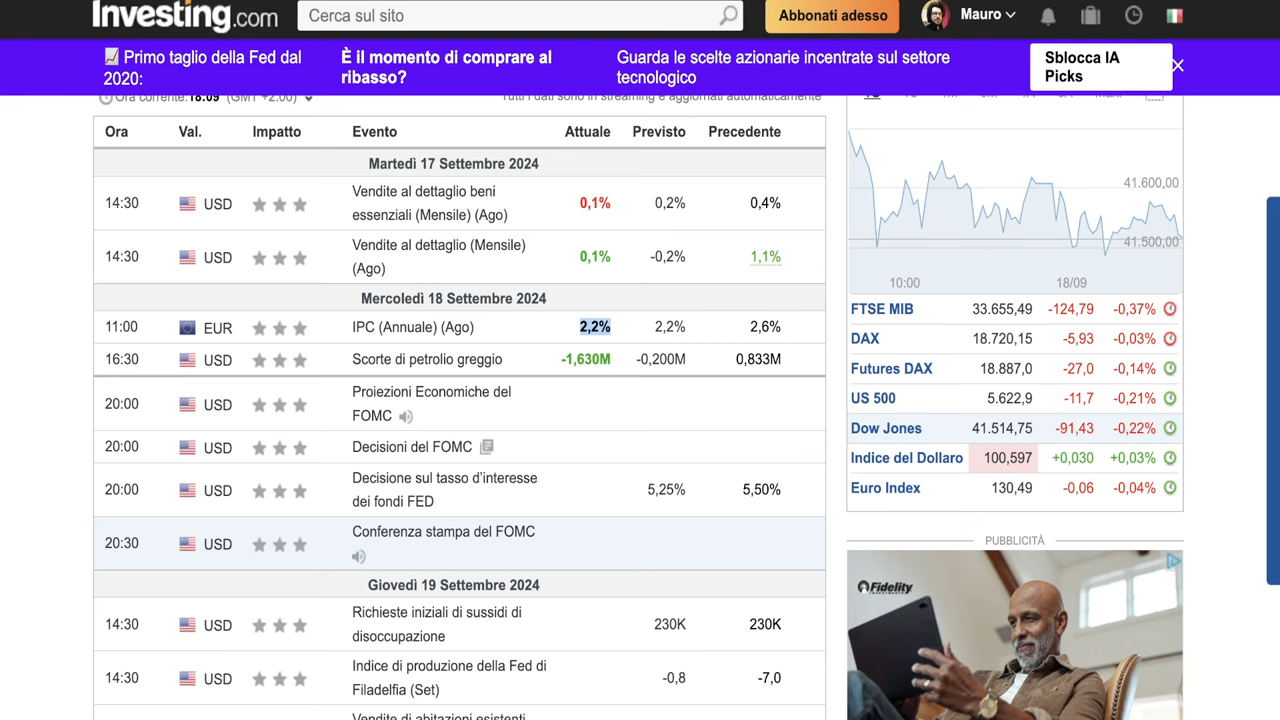 Investing.com
Cerca sul sito
Abbonati adesso
Mauro
Primo taglio della Fed dal
2020:
È il momento di comprare al
ribasso?
Guarda le scelte azionarie incentrate sul settore
tecnologico
Sblocca IA
Picks
Ora corrente: 18:09 (GMT +2:00)
Tutti i dati sono in streaming e aggiornati automaticamente
Ora Val. Impatto Evento Attuale Previsto Precedente
Martedì 17 Settembre 2024
14:30 USD Vendite al dettaglio beni
essenziali (Mensile) (Ago) 0,1% 0,2% 0,4%
14:30 USD Vendite al dettaglio (Mensile)
(Ago) 0,1% -0,2% 1,1%
Mercoledì 18 Settembre 2024
11:00 EUR IPC (Annuale) (Ago) 2,2% 2,2% 2,6%
16:30 USD Scorte di petrolio greggio -1,630M -0,200M 0,833M
20:00 USD Proiezioni Economiche del
FOMC
20:00 USD Decisioni del FOMC
20:00 USD Decisione sul tasso d'interesse
dei fondi FED 5,25% 5,50%
20:30 USD Conferenza stampa del FOMC
Giovedì 19 Settembre 2024
14:30 USD Richieste iniziali di sussidi di
disoccupazione 230K 230K
14:30 USD Indice di produzione della Fed di
Filadelfia (Set) -0,8 -7,0
Vendite di abitazioni esistenti
41.600,00
41.500,00
10:00 18/09
FTSE MIB 33.655,49 -124,79 -0,37%
DAX 18.720,15 -5,93 -0,03%
Futures DAX 18.887,0 -27,0 -0,14%
US 500 5.622,9 -11,7 -0,21%
Dow Jones 41.514,75 -91,43 -0,22%
Indice del Dollaro 100,597 +0,030 +0,03%
Euro Index 130,49 -0,06 -0,04%
PUBBLICITÀ
Fidelity
INVESTMENTS